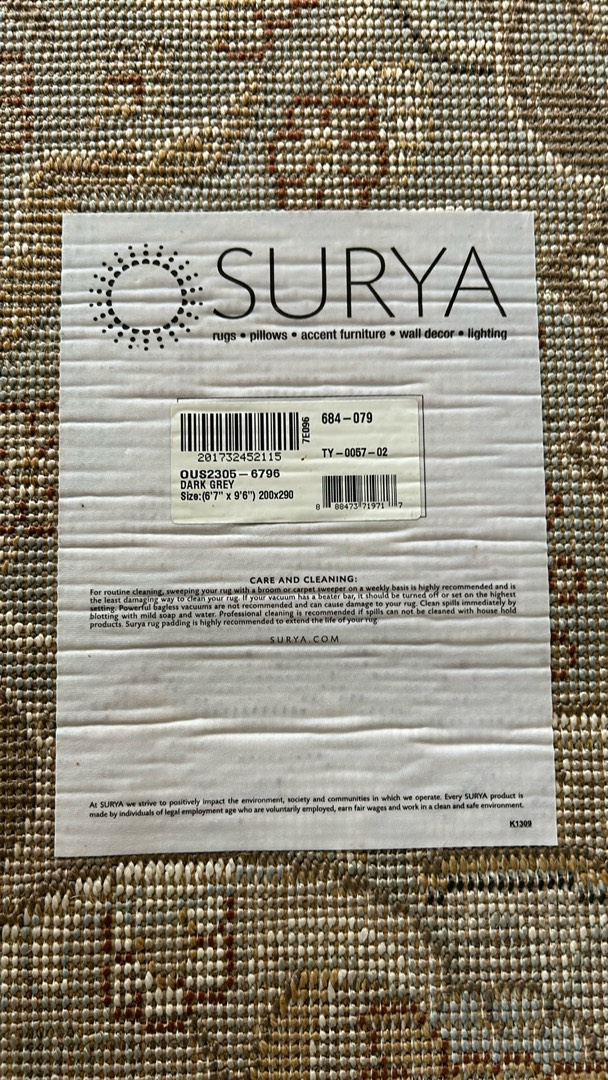 SURYA
rugs • pillows • accent furniture • wall decor • lighting
684-079
7E096
201732452115
TY-0057-02
OUS2305-6796
DARK GREY
Size:(6'7" x 9'6") 200x290
8 88473 71971 7
CARE AND CLEANING:
For routine cleaning, sweeping your rug with a broom or carpet sweeper on a weekly basis is highly recommended and is
the least damaging way to clean your rug. If your vacuum has a beater bar, it should be turned off or set on the highest
setting. Powerful bagless vacuums are not recommended and can cause damage to your rug. Clean spills immediately by
blotting with mild soap and water. Professional cleaning is recommended if spills can not be cleaned with house hold
products. Surya rug padding is highly recommended to extend the life of your rug
SURYA.COM
At SURYA we strive to positively impact the environment, society and communities in which we operate. Every SURYA product is
made by individuals of legal employment age who are voluntarily employed, earn fair wages and work in a clean and safe environment.
K1309